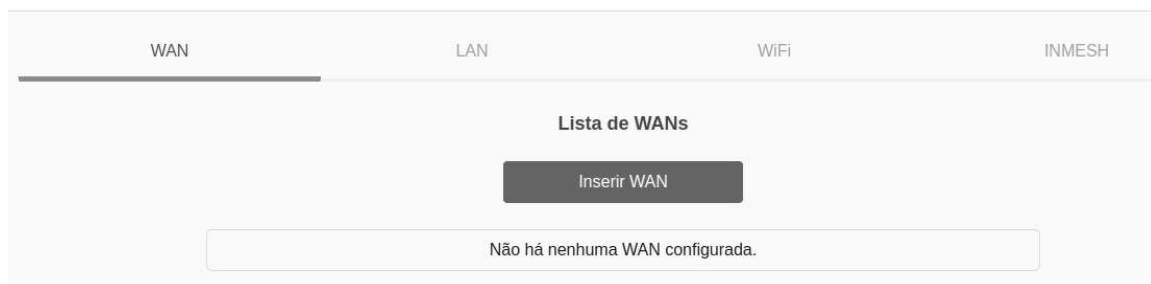 WAN LAN WiFi INMESH
Lista de WANs
Inserir WAN
Não há nenhuma WAN configurada.